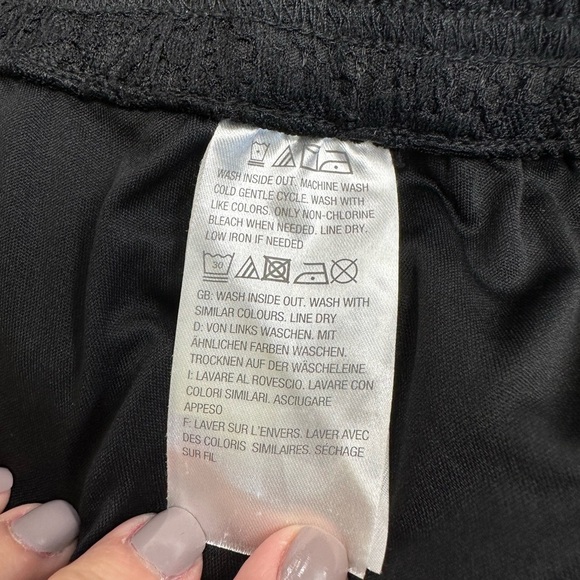 WASH INSIDE OUT. MACHINE WASH
COLD GENTLE CYCLE. WASH WITH
LIKE COLORS. ONLY NON-CHLORINE
BLEACH WHEN NEEDED. LINE DRY.
LOW IRON IF NEEDED
30
GB: WASH INSIDE OUT. WASH WITH
SIMILAR COLOURS. LINE DRY
D: VON LINKS WASCHEN. MIT
ÄHNLICHEN FARBEN WASCHEN.
TROCKNEN AUF DER WÄSCHELEINE.
I: LAVARE AL ROVESCIO. LAVARE CON
COLORI SIMILARI. ASCIUGARE
APPESO
F: LAVER SUR L'ENVERS. LAVER AVEC
DES COLORIS SIMILAIRES. SÉCHAGE
SUR FIL